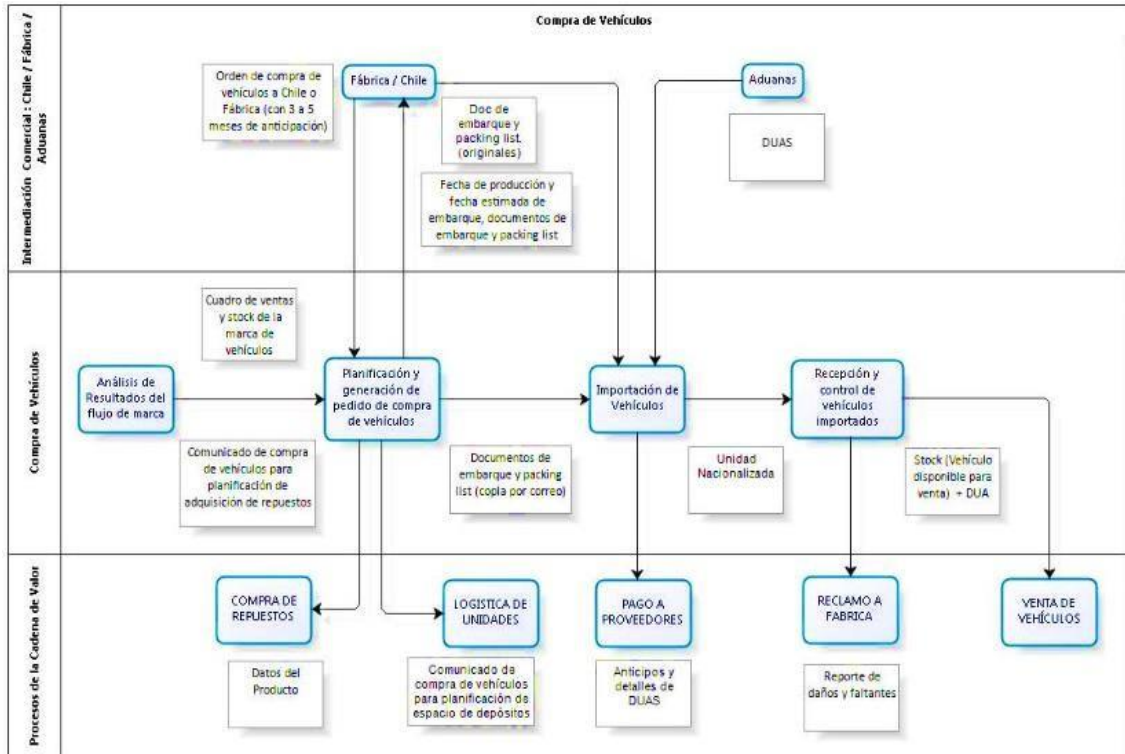 Compra de Vehículos
Intermediación Comercial : Chile / Fábrica /
Aduanas
Orden de compra de
vehículos a Chile o
Fábrica (con 3 a 5
meses de anticipación)
Fábrica / Chile
Doc de
embarque y
packing list.
(originales)
Fecha de producción y
fecha estimada de
embarque, documentos de
embarque y packing list
Aduanas
DUAS
Compra de Vehículos
Cuadro de ventas
y stock de la
marca de
vehículos
Análisis de
Resultados del
flujo de marca
Comunicado de compra
de vehículos para
planificación de
adquisición de repuestos
Planificación y
generación de
pedido de compra
de vehículos
Documentos de
embarque y packing
list (copia por correo)
Importación de
Vehículos
Unidad
Nacionalizada
Recepción y
control de
vehículos
importados
Stock (Vehículo
disponible para
venta) + DUA
Procesos de la Cadena de Valor
COMPRA DE
REPUESTOS
Datos del
Producto
LOGISTICA DE
UNIDADES
Comunicado de
compra de vehículos
para planificación de
espacio de depósitos
PAGO A
PROVEEDORES
Anticipos y
detalles de
DUAS
RECLAMO A
FABRICA
Reporte de
daños y faltantes
VENTA DE
VEHÍCULOS